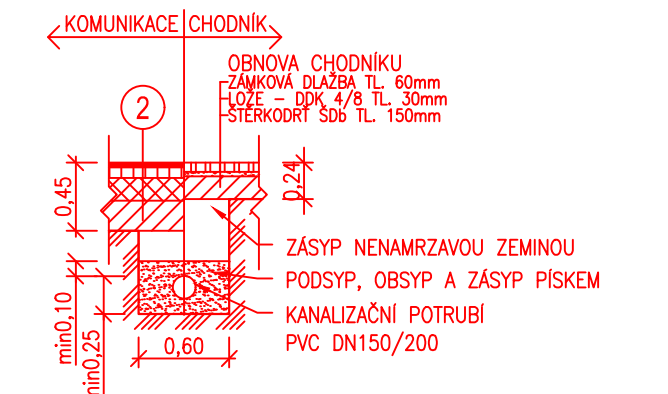 KOMUNIKACE CHODNÍK
OBNOVA CHODNÍKU
ZÁMKOVÁ DLAŽBA TL. 60mm
LOŽE – DDK 4/8 TL. 30mm
ŠTĚRKODRŤ ŠDb TL. 150mm
2
0,45
0,24
ZÁSYP NENAMRZAVOU ZEMINOU
PODSYP, OBSYP A ZÁSYP PÍSKEM
KANALIZAČNÍ POTRUBÍ
PVC DN150/200
min0,10
min0,25
0,60